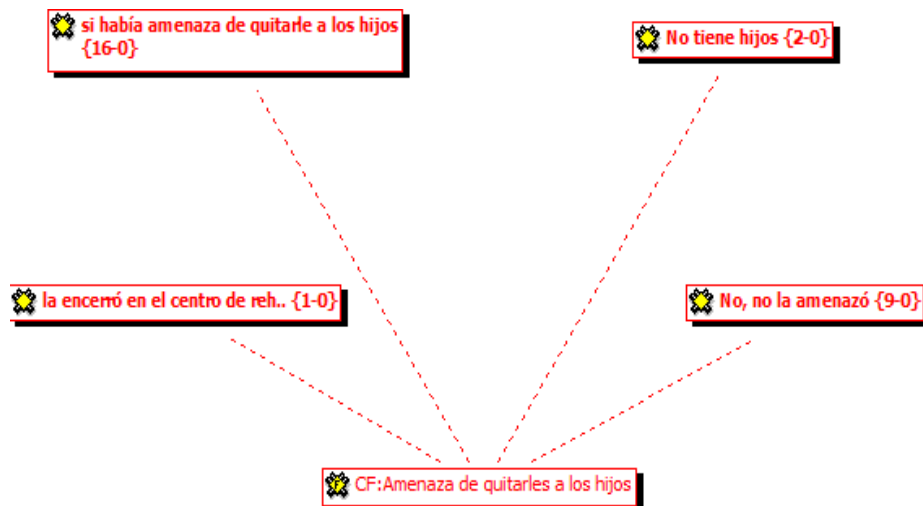 si había amenaza de quitarle a los hijos
{16-0}
No tiene hijos {2-0}
la encerró en el centro de reh.. {1-0}
No, no la amenazó {9-0}
CF:Amenaza de quitarles a los hijos